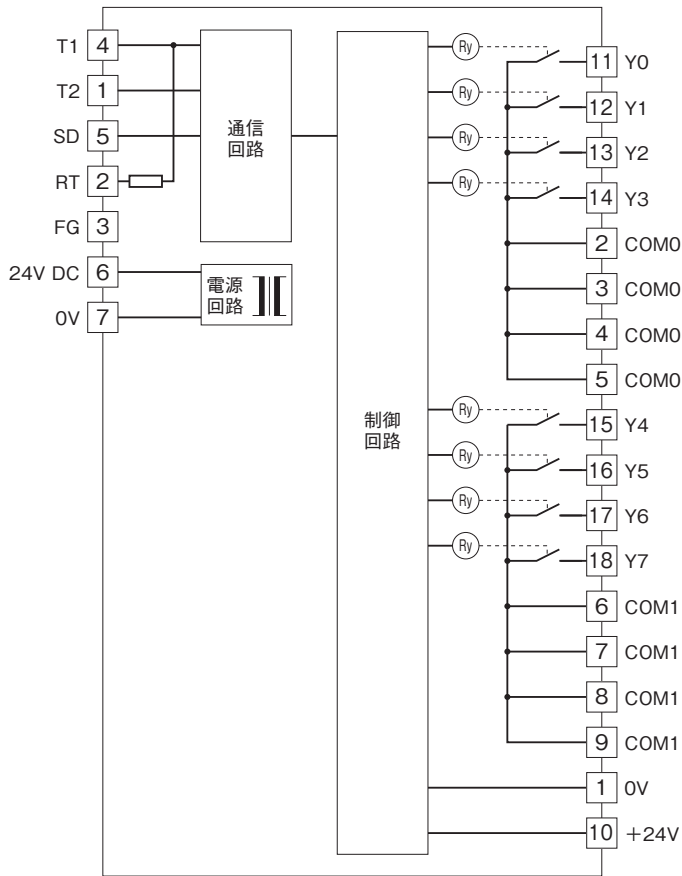 T1 4
T2 1
SD 5
RT 2
FG 3
24V DC 6
0V 7
通信
回路
電源
回路
制御
回路
Ry 11 Y0
Ry 12 Y1
Ry 13 Y2
Ry 14 Y3
2 COM0
3 COM0
4 COM0
5 COM0
Ry 15 Y4
Ry 16 Y5
Ry 17 Y6
Ry 18 Y7
6 COM1
7 COM1
8 COM1
9 COM1
1 0V
10 +24V